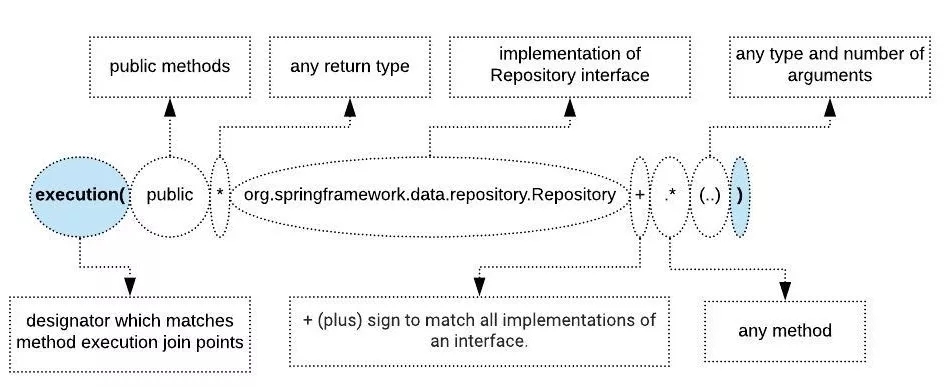 public methods
any return type
implementation of
Repository interface
any type and number of
arguments
execution( public * org.springframework.data.repository.Repository + .* (..) )
designator which matches
method execution join points
+ (plus) sign to match all implementations of
an interface.
any method